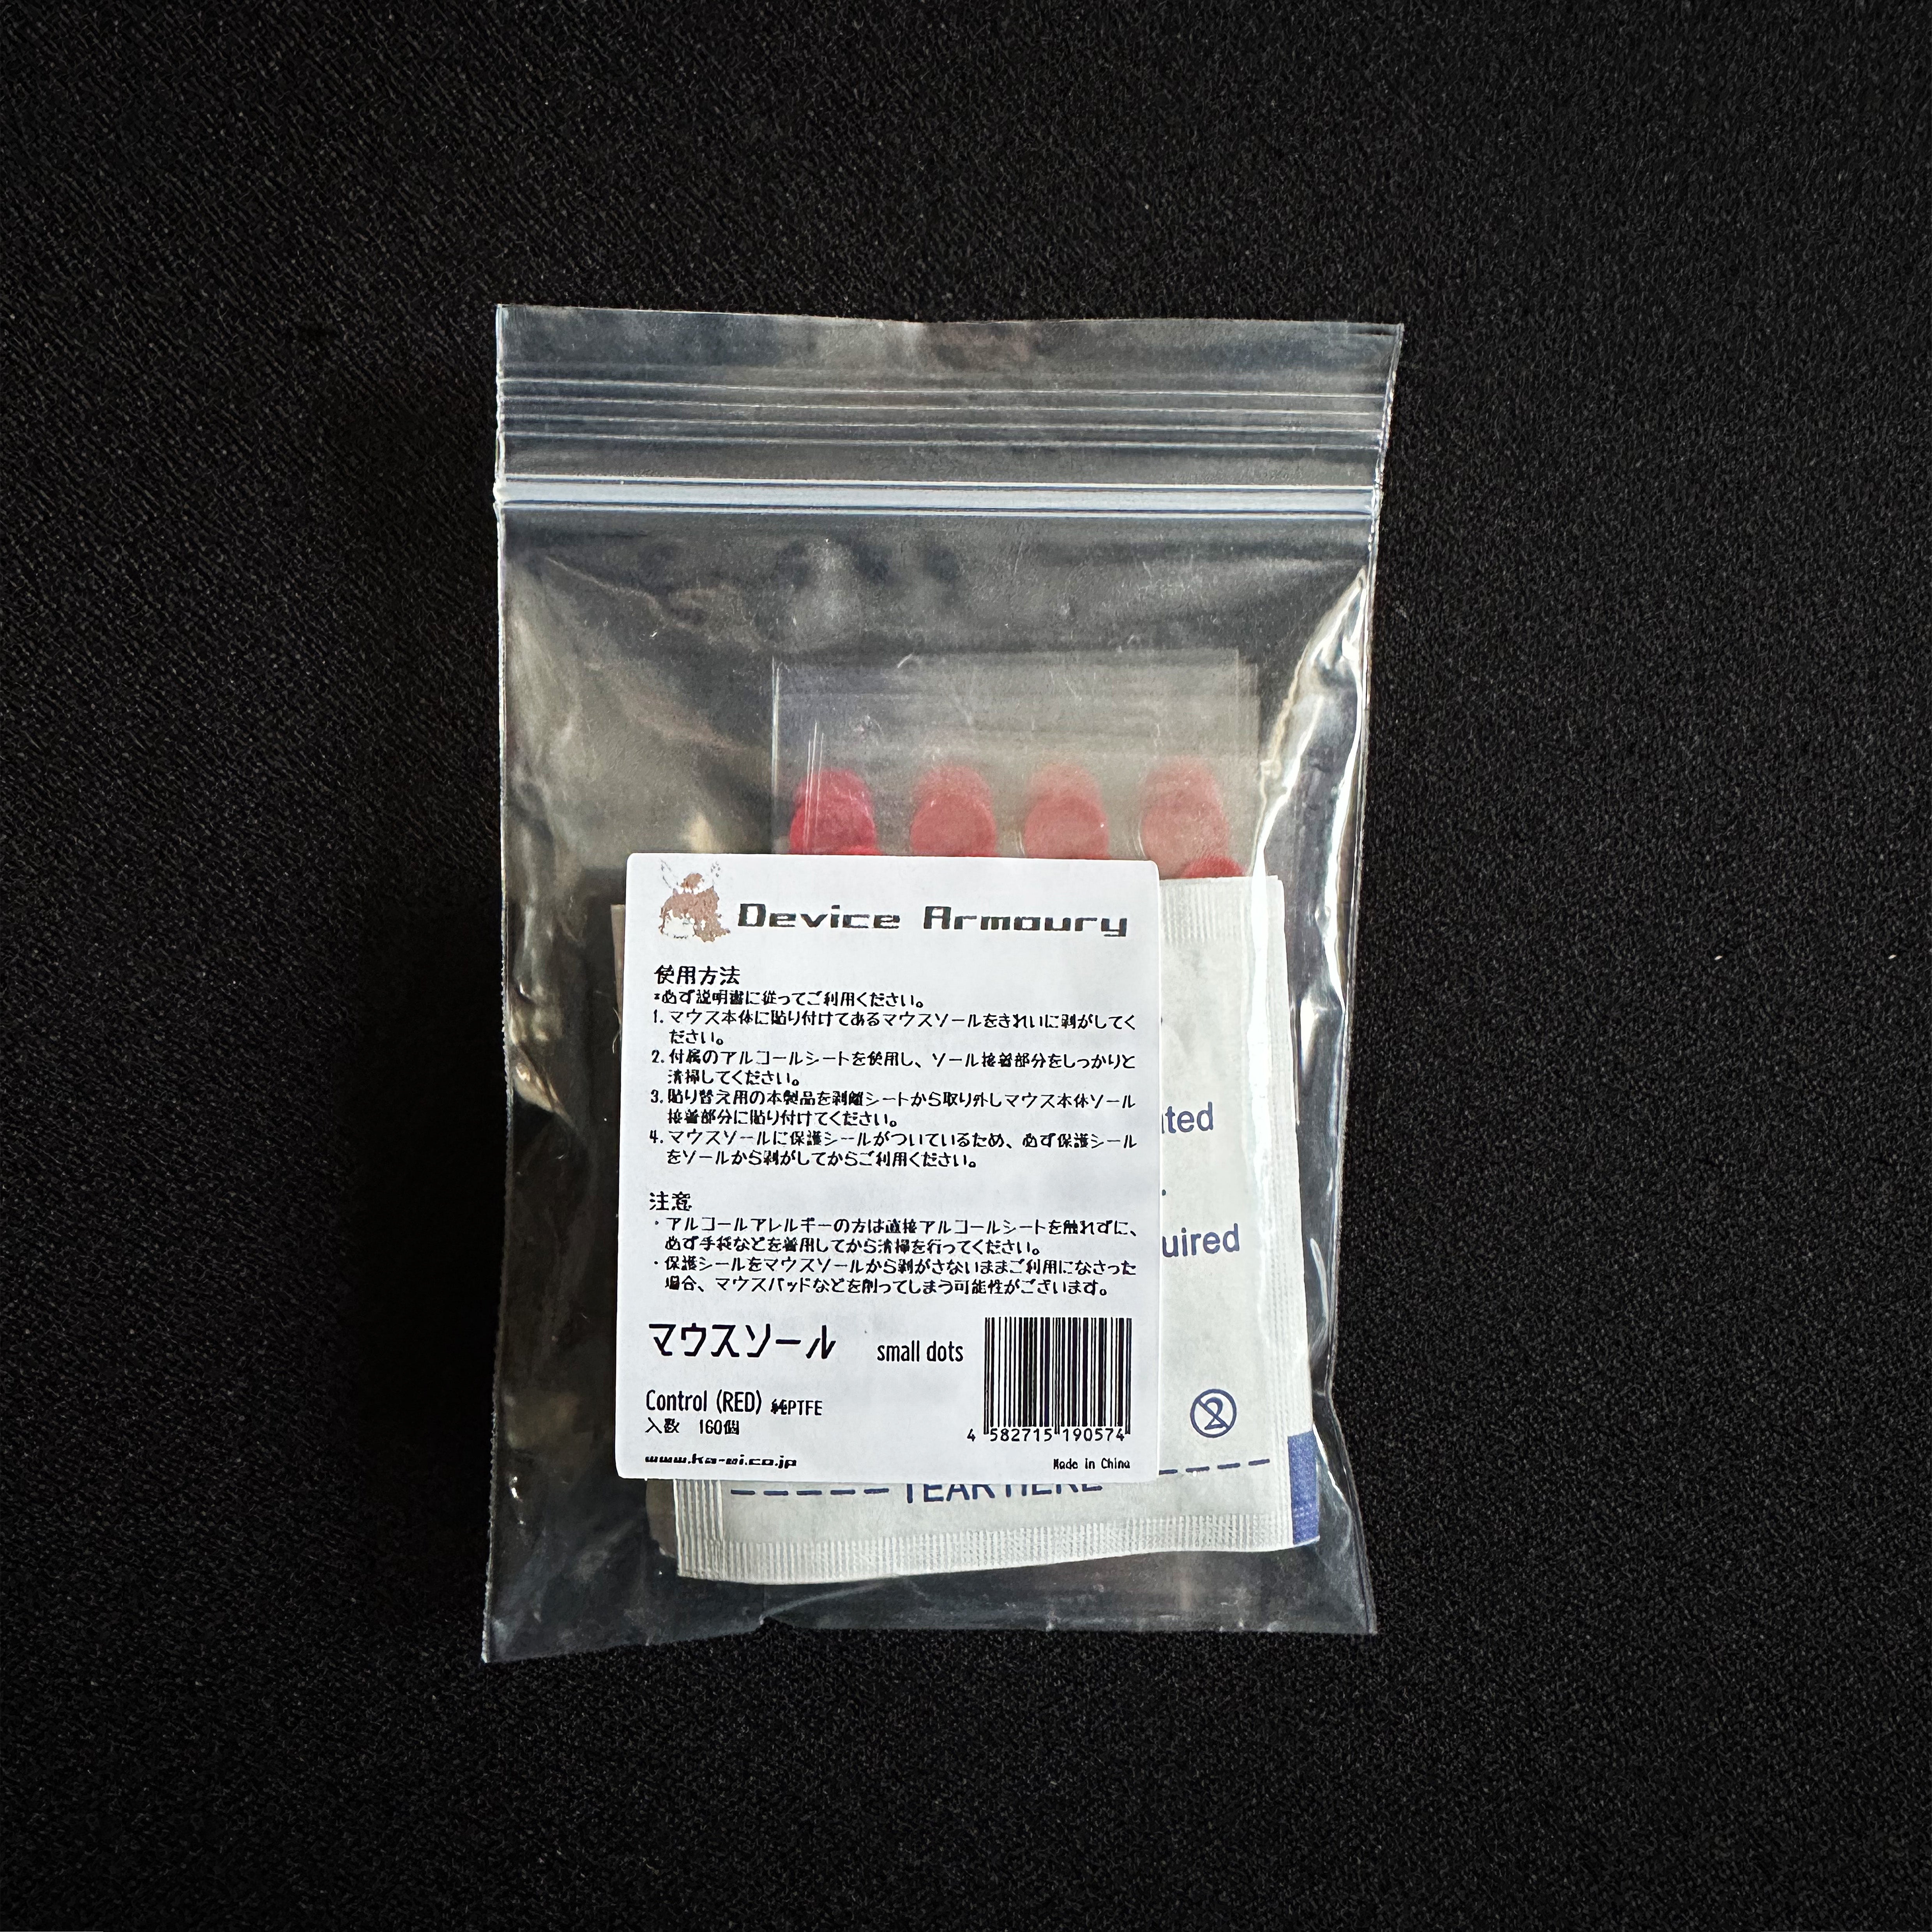 Device Armoury
使用方法
*必ず説明書に従ってご利用ください。
1. マウス本体に貼り付けてあるマウスソールをきれいに剥がしてく
ださい。
2. 付属のアルコールシートを使用し、ソール接着部分をしっかりと
清掃してください。
3. 貼り替え用の本製品を剥離シートから取り外しマウス本体ソール
接着部分に貼り付けてください。
4. マウスソールに保護シールがついているため、必ず保護シール
をソールから剥がしてからご利用ください。
注意
・アルコールアレルギーの方は直接アルコールシートを触れずに、
必ず手袋などを着用してから清掃を行ってください。
・保護シールをマウスソールから剥がさないままご利用になさった
場合、マウスパッドなどを削ってしまう可能性がございます。
マウスソール small dots
Control (RED) 純PTFE
入数 160個
4 582715 190574
www.ka-ei.co.jp Made in China
2
TEAR HERE